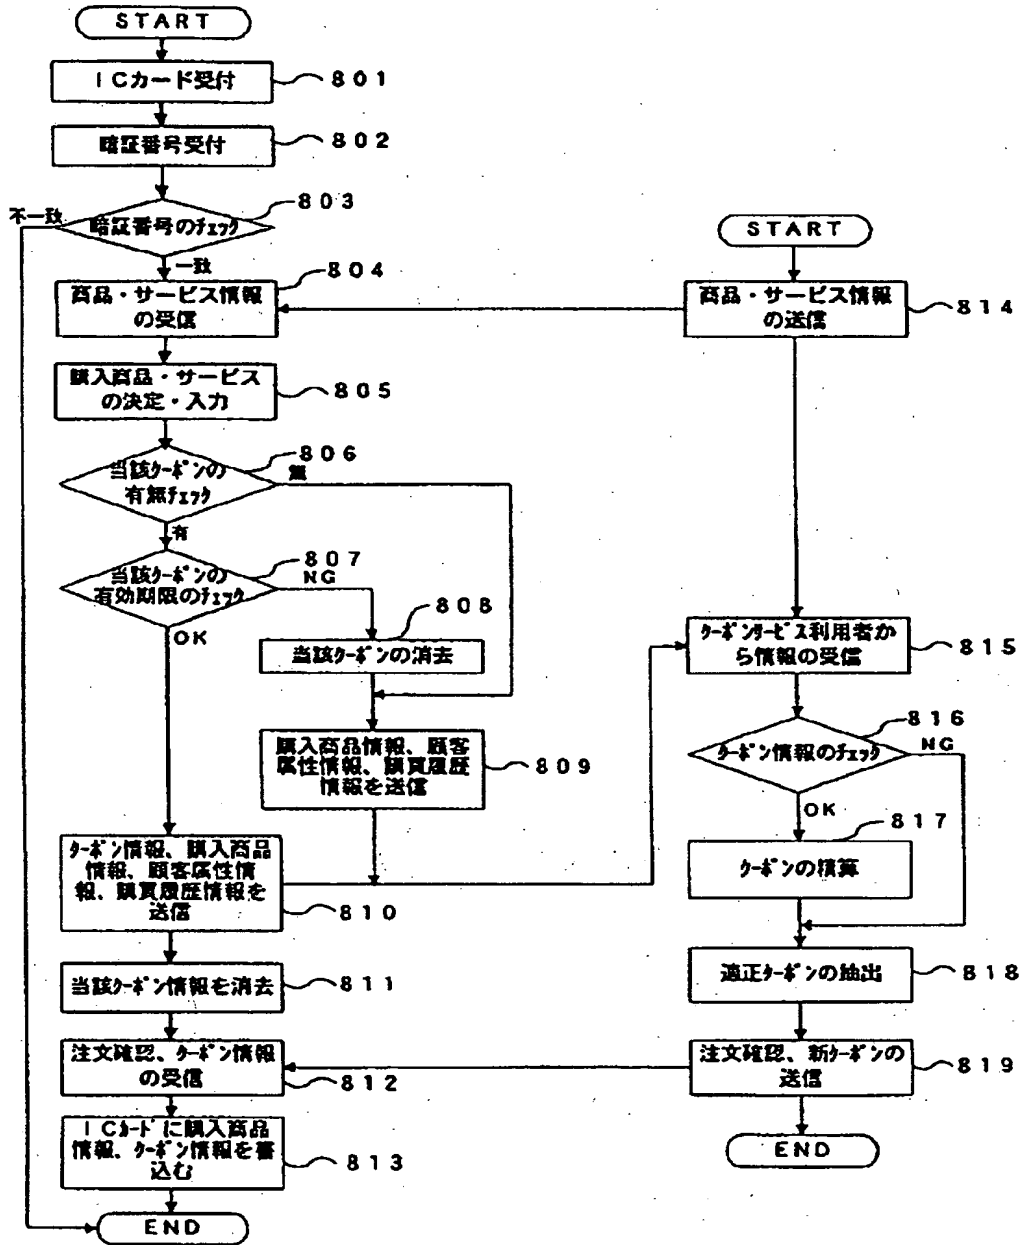 START
ICカード受付
801
暗証番号受付
802
暗証番号のチェック
803
不一致
一致
商品・サービス情報
の受信
804
購入商品・サービス
の決定・入力
805
当該クーポンの
有無チェック
806
無
有
当該クーポンの
有効期限のチェック
807
NG
OK
当該クーポンの消去
808
購入商品情報、顧客
属性情報、購買履歴
情報を送信
809
クーポン情報、購入商品
情報、顧客属性情
報、購買履歴情報を
送信
810
当該クーポン情報を消去
811
注文確認、クーポン情報
の受信
812
ICカードに購入商品
情報、クーポン情報を書
込む
813
END
START
商品・サービス情報
の送信
814
クーポンサービス利用者か
ら情報の受信
815
クーポン情報のチェック
816
NG
OK
クーポンの積算
817
適正クーポンの抽出
818
注文確認、新クーポンの
送信
819
END